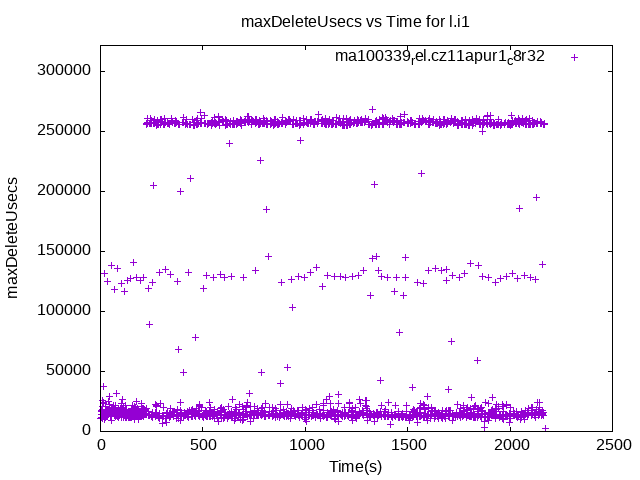 maxDeleteUsecs vs Time for l.i1
ma100339rel.cz11apur1c8r32
300000
250000
200000
150000
100000
50000
0
maxDeleteUsecs
0 500 1000 1500 2000 2500
Time(s)